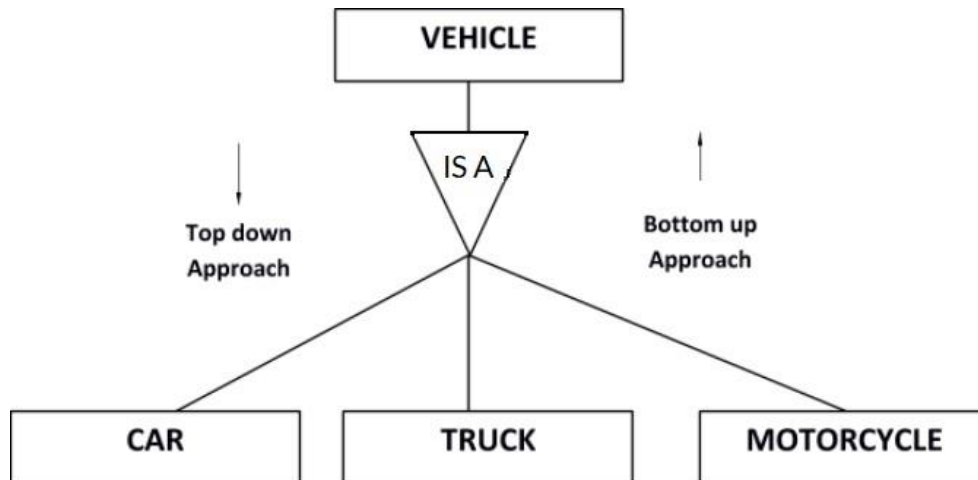 VEHICLE
IS A
Top down
Approach
Bottom up
Approach
CAR
TRUCK
MOTORCYCLE